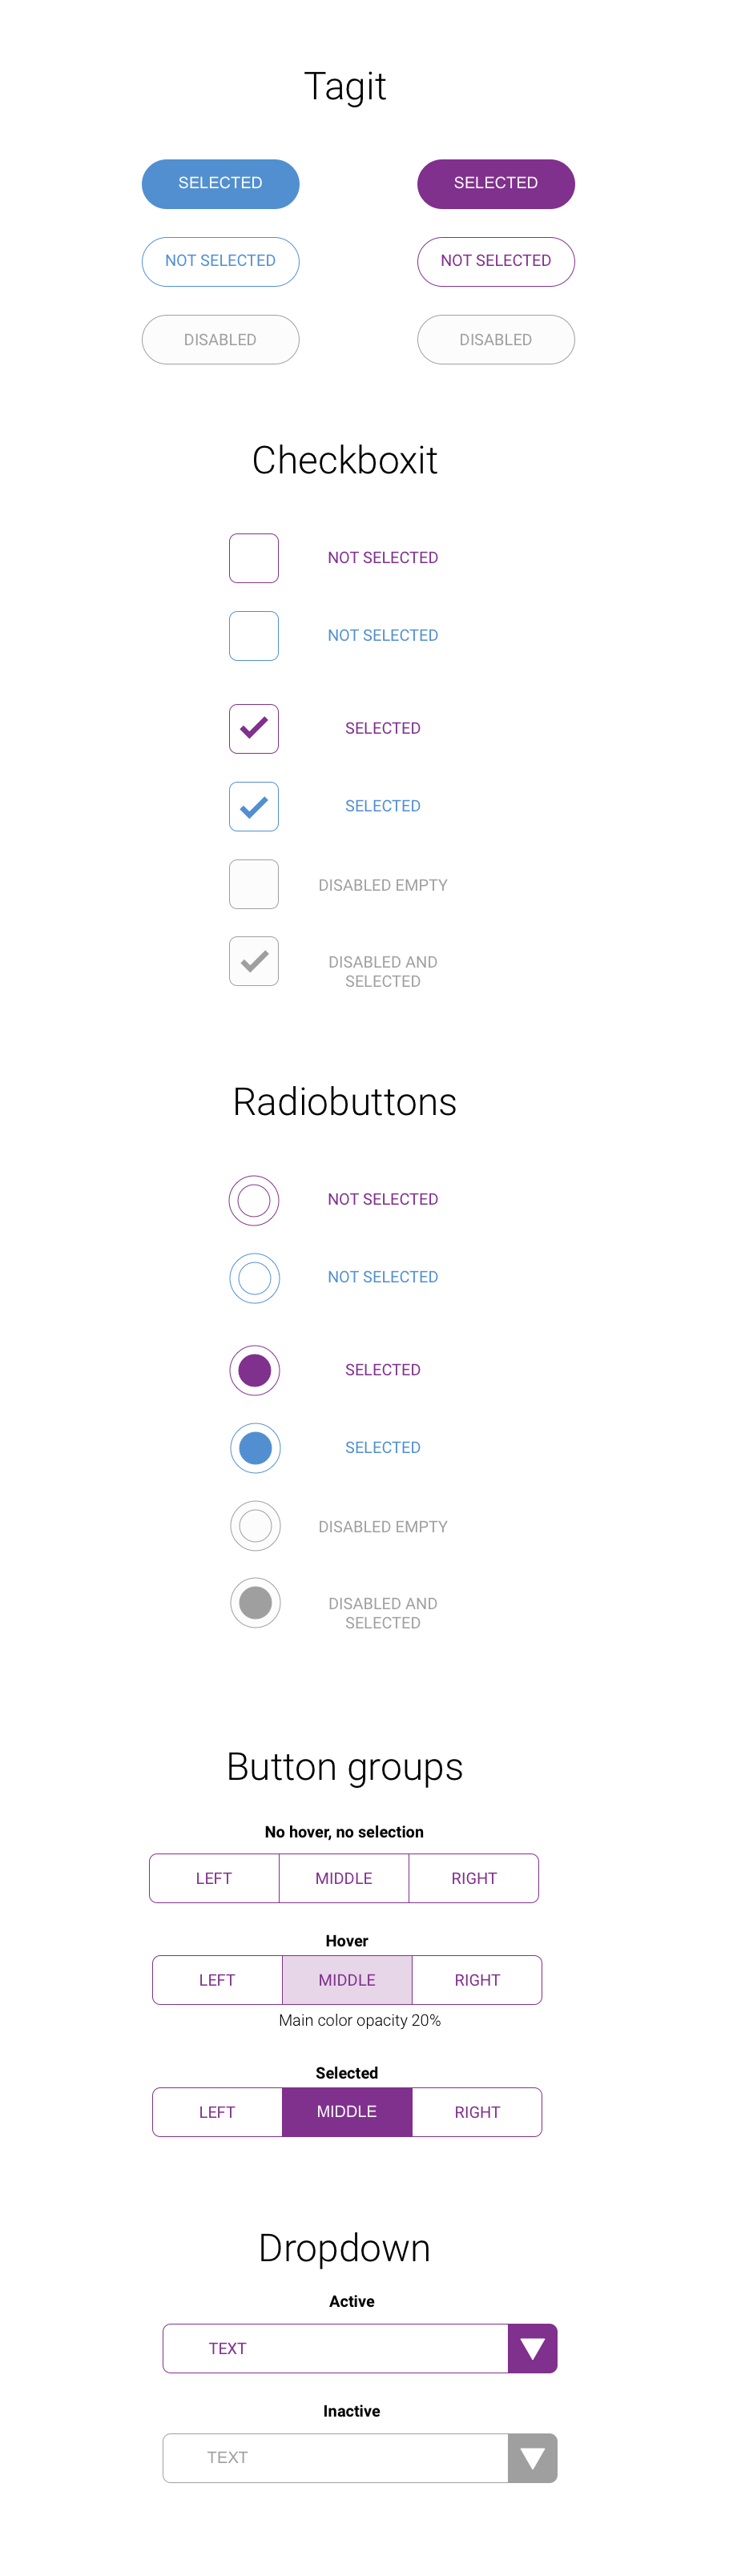 Tagit
SELECTED SELECTED
NOT SELECTED NOT SELECTED
DISABLED DISABLED
Checkboxit
NOT SELECTED
NOT SELECTED
SELECTED
SELECTED
DISABLED EMPTY
DISABLED AND
SELECTED
Radiobuttons
NOT SELECTED
NOT SELECTED
SELECTED
SELECTED
DISABLED EMPTY
DISABLED AND
SELECTED
Button groups
No hover, no selection
LEFT MIDDLE RIGHT
Hover
LEFT MIDDLE RIGHT
Main color opacity 20%
Selected
LEFT MIDDLE RIGHT
Dropdown
Active
TEXT
Inactive
TEXT